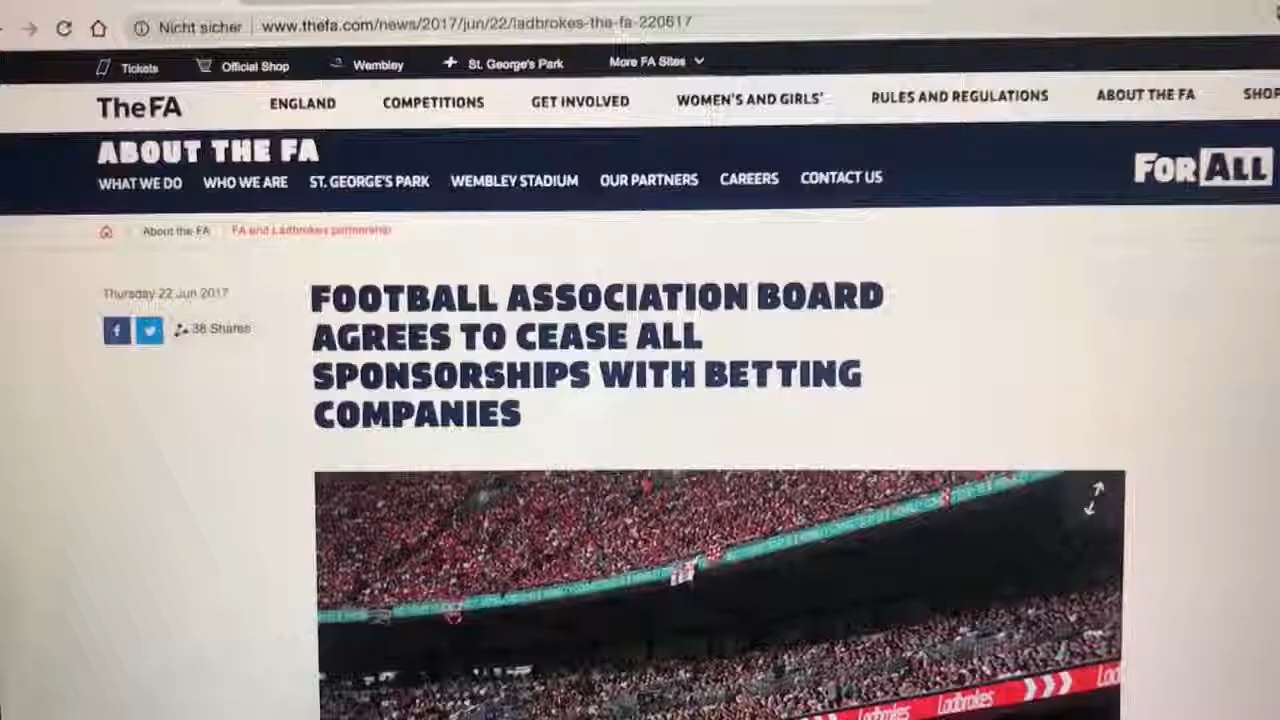 Nicht sicher www.thefa.com/news/2017/jun/22/ladbrokes-the-fa-220617
Tickets Official Shop Wembley St. George's Park More FA Sites
The FA ENGLAND COMPETITIONS GET INVOLVED WOMEN'S AND GIRLS' RULES AND REGULATIONS ABOUT THE FA SHOP
ABOUT THE FA
FOR ALL
WHAT WE DO WHO WE ARE ST. GEORGE'S PARK WEMBLEY STADIUM OUR PARTNERS CAREERS CONTACT US
About the FA FA and Ladbrokes partnership
Thursday 22 Jun 2017
38 Shares
FOOTBALL ASSOCIATION BOARD
AGREES TO CEASE ALL
SPONSORSHIPS WITH BETTING
COMPANIES
Ladbrokes Ladbrokes Lad